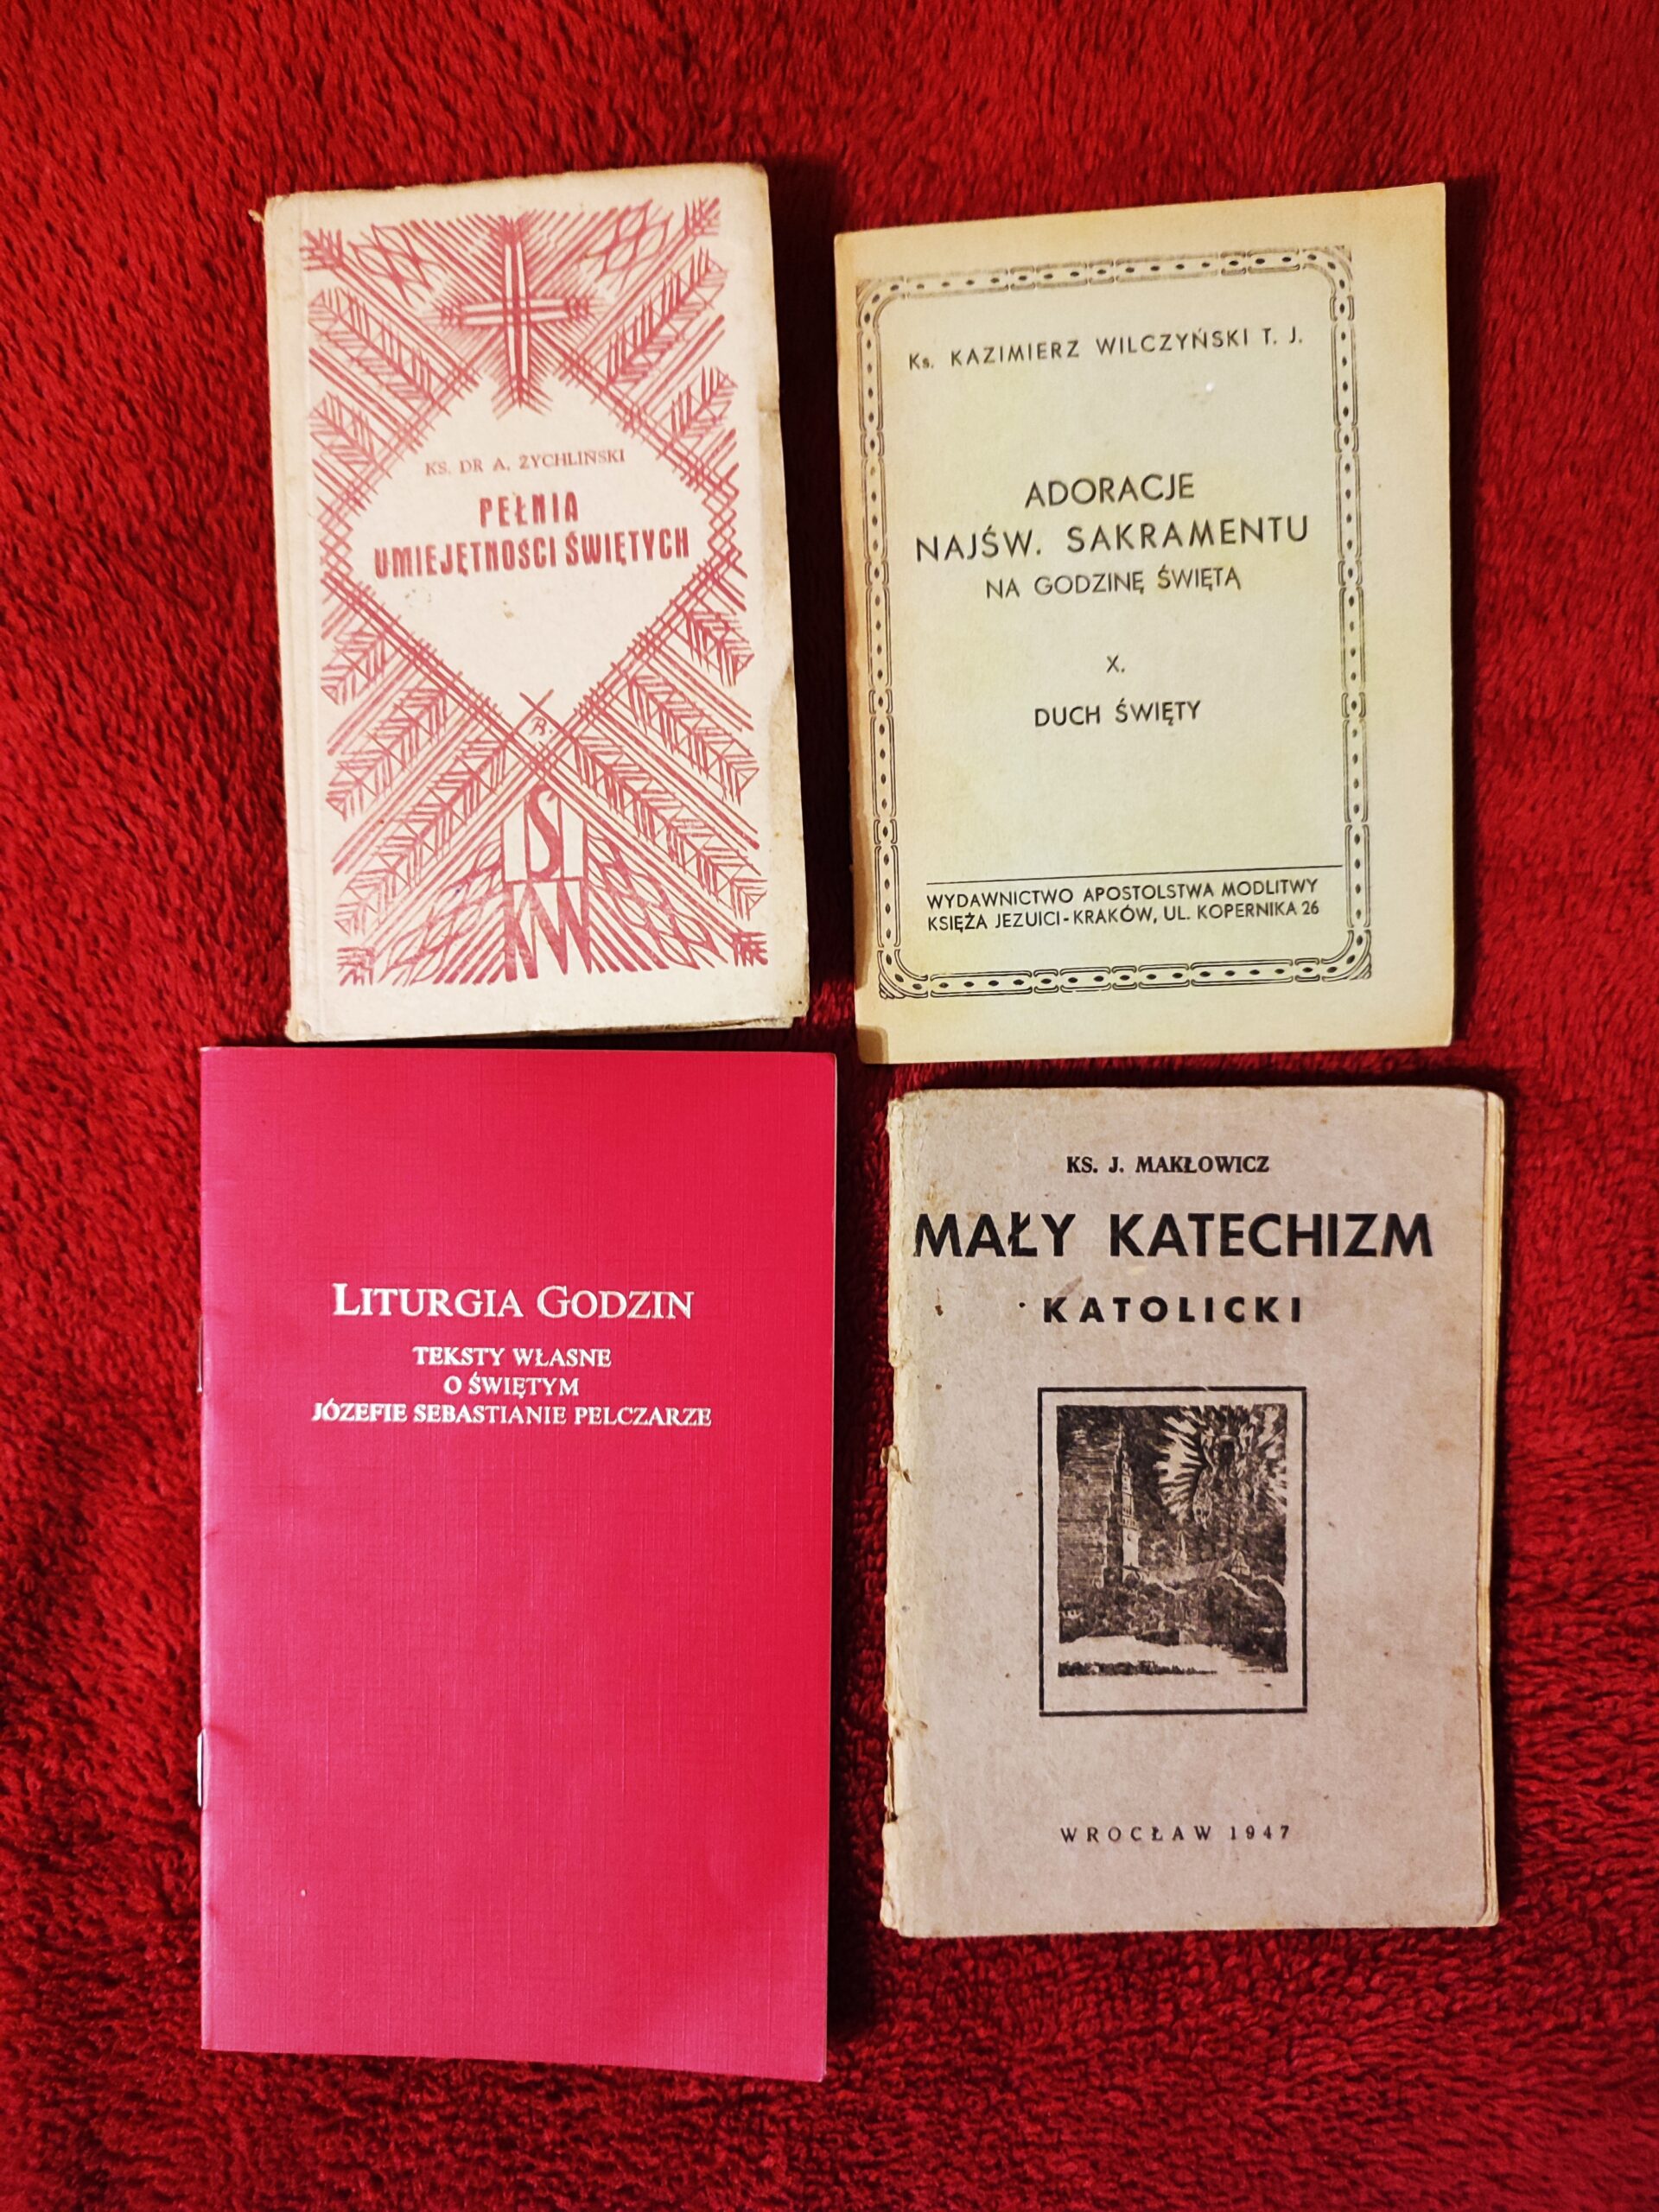 KS. DR A. ŻYCHLIŃSKI
PEŁNIA
UMIEJĘTNOŚCI ŚWIĘTYCH
Ks. KAZIMIERZ WILCZYŃSKI T. J.
ADORACJE
NAJŚW. SAKRAMENTU
NA GODZINĘ ŚWIĘTĄ
X.
DUCH ŚWIĘTY
WYDAWNICTWO APOSTOLSTWA MODLITWY
KSIĘŻA JEZUICI-KRAKÓW, UL. KOPERNIKA 26
LITURGIA GODZIN
TEKSTY WŁASNE
O ŚWIĘTYM
JÓZEFIE SEBASTIANIE PELCZARZE
KS. J. MAKŁOWICZ
MAŁY KATECHIZM
KATOLICKI
WROCŁAW 1947